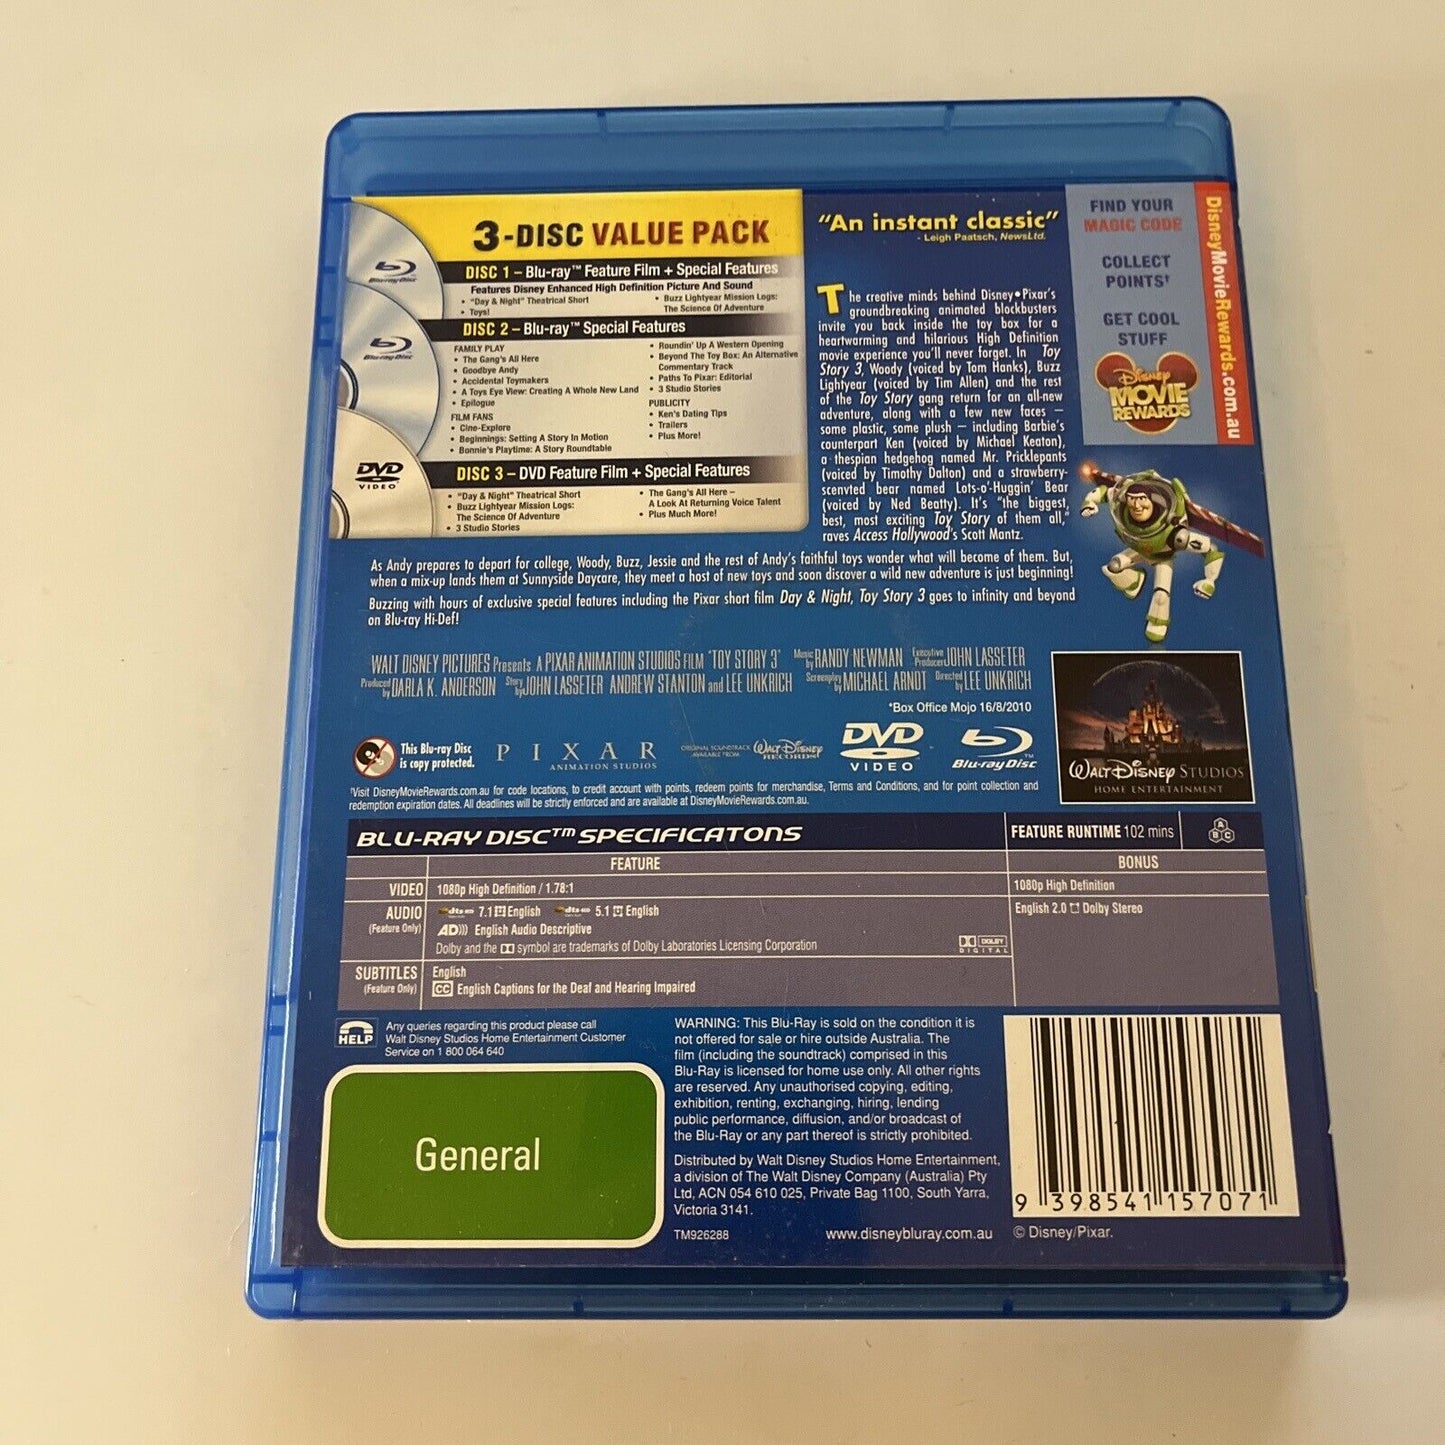 3-DISC VALUE PACK
DISC 1 – Blu-ray™ Feature Film + Special Features
Features Disney Enhanced High Definition Picture And Sound
• "Day & Night" Theatrical Short
• Toys!
• Buzz Lightyear Mission Logs:
The Science Of Adventure
DISC 2 – Blu-ray™ Special Features
FAMILY PLAY
• The Gang's All Here
• Goodbye Andy
• Accidental Toymakers
• A Toys Eye View: Creating A Whole New Land
• Epilogue
FILM FANS
• Cine-Explore
• Beginnings: Setting A Story In Motion
• Bonnie's Playtime: A Story Roundtable
• Roundin' Up A Western Opening
• Beyond The Toy Box: An Alternative
Commentary Track
• Paths To Pixar: Editorial
• 3 Studio Stories
PUBLICITY
• Ken's Dating Tips
• Trailers
• Plus More!
DISC 3 – DVD Feature Film + Special Features
• "Day & Night" Theatrical Short
• Buzz Lightyear Mission Logs:
The Science Of Adventure
• 3 Studio Stories
• The Gang's All Here –
A Look At Returning Voice Talent
• Plus Much More!
Blu-ray Disc
Blu-ray Disc
DVD
VIDEO
"An instant classic"
- Leigh Paatsch, NewsLtd.
The creative minds behind Disney•Pixar's
groundbreaking animated blockbusters
invite you back inside the toy box for a
heartwarming and hilarious High Definition
movie experience you'll never forget. In Toy
Story 3, Woody (voiced by Tom Hanks), Buzz
Lightyear (voiced by Tim Allen) and the rest
of the Toy Story gang return for an all-new
adventure, along with a few new faces –
some plastic, some plush – including Barbie's
counterpart Ken (voiced by Michael Keaton),
a thespian hedgehog named Mr. Pricklepants
(voiced by Timothy Dalton) and a strawberry-
scenvted bear named Lots-o'-Huggin' Bear
(voiced by Ned Beatty). It's "the biggest,
best, most exciting Toy Story of them all,"
raves Access Hollywood's Scott Mantz.
FIND YOUR
MAGIC CODE
COLLECT
POINTS†
GET COOL
STUFF
Disney
MOVIE
REWARDS
DisneyMovieRewards.com.au
As Andy prepares to depart for college, Woody, Buzz, Jessie and the rest of Andy's faithful toys wonder what will become of them. But,
when a mix-up lands them at Sunnyside Daycare, they meet a host of new toys and soon discover a wild new adventure is just beginning!
Buzzing with hours of exclusive special features including the Pixar short film Day & Night, Toy Story 3 goes to infinity and beyond
on Blu-ray Hi-Def!
WALT DISNEY PICTURES Presents A PIXAR ANIMATION STUDIOS FILM "TOY STORY 3" Music by RANDY NEWMAN Executive Producer JOHN LASSETER
Produced by DARLA K. ANDERSON Story by JOHN LASSETER ANDREW STANTON and LEE UNKRICH Screenplay by MICHAEL ARNDT Directed by LEE UNKRICH
*Box Office Mojo 16/8/2010
This Blu-ray Disc
is copy protected.
PIXAR
ANIMATION STUDIOS
ORIGINAL SOUNDTRACK
AVAILABLE FROM
WALT DISNEY
RECORDS
DVD
VIDEO
Blu-ray Disc™
WALT DISNEY STUDIOS
HOME ENTERTAINMENT
†Visit DisneyMovieRewards.com.au for code locations, to credit account with points, redeem points for merchandise, Terms and Conditions, and for point collection and
redemption expiration dates. All deadlines will be strictly enforced and are available at DisneyMovieRewards.com.au.
BLU-RAY DISC™ SPECIFICATONS
FEATURE RUNTIME 102 mins
A
B C
FEATURE
BONUS
VIDEO
1080p High Definition / 1.78:1
1080p High Definition
AUDIO
(Feature Only)
dts-HD 7.1 English dts-HD 5.1 English
English 2.0 Dolby Stereo
AD))) English Audio Descriptive
Dolby and the symbol are trademarks of Dolby Laboratories Licensing Corporation
DOLBY
DIGITAL
SUBTITLES
(Feature Only)
English
CC English Captions for the Deaf and Hearing Impaired
HELP
Any queries regarding this product please call
Walt Disney Studios Home Entertainment Customer
Service on 1 800 064 640
General
WARNING: This Blu-Ray is sold on the condition it is
not offered for sale or hire outside Australia. The
film (including the soundtrack) comprised in this
Blu-Ray is licensed for home use only. All other rights
are reserved. Any unauthorised copying, editing,
exhibition, renting, exchanging, hiring, lending
public performance, diffusion, and/or broadcast of
the Blu-Ray or any part thereof is strictly prohibited.
Distributed by Walt Disney Studios Home Entertainment,
a division of The Walt Disney Company (Australia) Pty
Ltd, ACN 054 610 025, Private Bag 1100, South Yarra,
Victoria 3141.
TM926288
www.disneybluray.com.au
9 398541 157071
© Disney/Pixar.